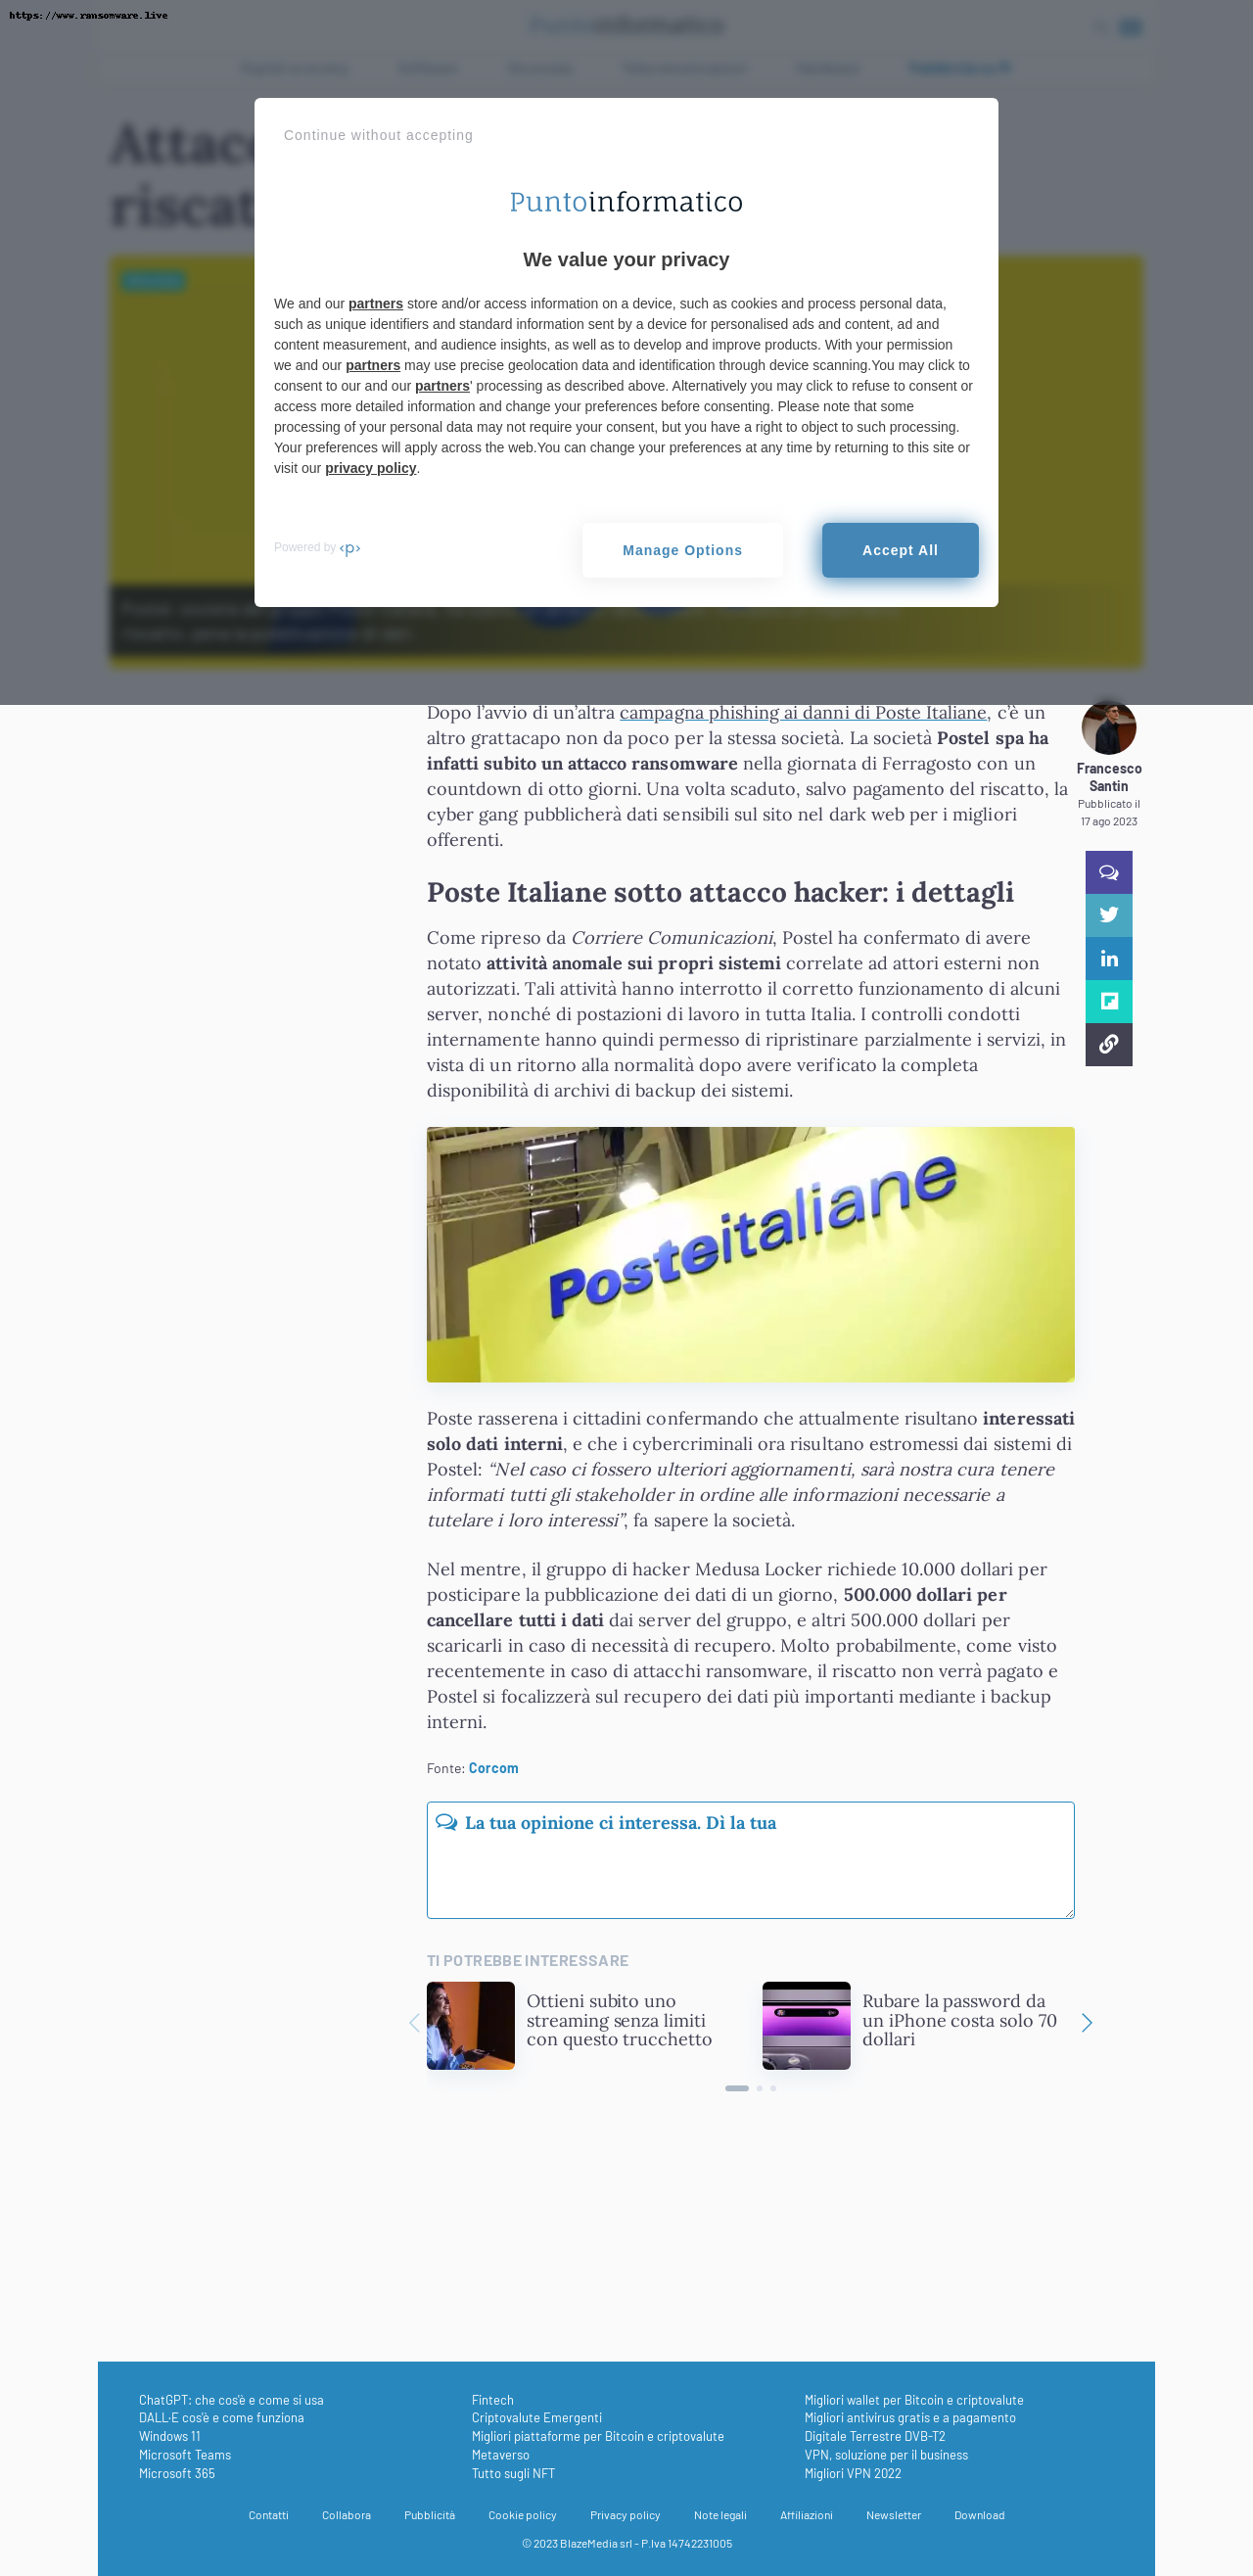 https://www.ransomware.live
Puntoinformatico
Attacc
riscat
Continue without accepting
Puntoinformatico
We value your privacy
We and our partners store and/or access information on a device, such as cookies and process personal data,
such as unique identifiers and standard information sent by a device for personalised ads and content, ad and
content measurement, and audience insights, as well as to develop and improve products. With your permission
we and our partners may use precise geolocation data and identification through device scanning.You may click to
consent to our and our partners' processing as described above. Alternatively you may click to refuse to consent or
access more detailed information and change your preferences before consenting. Please note that some
processing of your personal data may not require your consent, but you have a right to object to such processing.
Your preferences will apply across the web.You can change your preferences at any time by returning to this site or
visit our privacy policy.
Powered by <p>
Manage Options
Accept All
Dopo l’avvio di un’altra campagna phishing ai danni di Poste Italiane, c’è un
altro grattacapo non da poco per la stessa società. La società Postel spa ha
infatti subito un attacco ransomware nella giornata di Ferragosto con un
countdown di otto giorni. Una volta scaduto, salvo pagamento del riscatto, la
cyber gang pubblicherà dati sensibili sul sito nel dark web per i migliori
offerenti.
Francesco
Santin
Pubblicato il
17 ago 2023
Poste Italiane sotto attacco hacker: i dettagli
Come ripreso da Corriere Comunicazioni, Postel ha confermato di avere
notato attività anomale sui propri sistemi correlate ad attori esterni non
autorizzati. Tali attività hanno interrotto il corretto funzionamento di alcuni
server, nonché di postazioni di lavoro in tutta Italia. I controlli condotti
internamente hanno quindi permesso di ripristinare parzialmente i servizi, in
vista di un ritorno alla normalità dopo avere verificato la completa
disponibilità di archivi di backup dei sistemi.
Posteitaliane
Poste rasserena i cittadini confermando che attualmente risultano interessati
solo dati interni, e che i cybercriminali ora risultano estromessi dai sistemi di
Postel: “Nel caso ci fossero ulteriori aggiornamenti, sarà nostra cura tenere
informati tutti gli stakeholder in ordine alle informazioni necessarie a
tutelare i loro interessi”, fa sapere la società.
Nel mentre, il gruppo di hacker Medusa Locker richiede 10.000 dollari per
posticipare la pubblicazione dei dati di un giorno, 500.000 dollari per
cancellare tutti i dati dai server del gruppo, e altri 500.000 dollari per
scaricarli in caso di necessità di recupero. Molto probabilmente, come visto
recentemente in caso di attacchi ransomware, il riscatto non verrà pagato e
Postel si focalizzerà sul recupero dei dati più importanti mediante i backup
interni.
Fonte: Corcom
La tua opinione ci interessa. Dì la tua
TI POTREBBE INTERESSARE
Ottieni subito uno
streaming senza limiti
con questo trucchetto
Rubare la password da
un iPhone costa solo 70
dollari
ChatGPT: che cos'è e come si usa
DALL·E cos'è e come funziona
Windows 11
Microsoft Teams
Microsoft 365
Fintech
Criptovalute Emergenti
Migliori piattaforme per Bitcoin e criptovalute
Metaverso
Tutto sugli NFT
Migliori wallet per Bitcoin e criptovalute
Migliori antivirus gratis e a pagamento
Digitale Terrestre DVB-T2
VPN, soluzione per il business
Migliori VPN 2022
Contatti Collabora Pubblicità Cookie policy Privacy policy Note legali Affiliazioni Newsletter Download
© 2023 BlazeMedia srl - P.Iva 14742231005